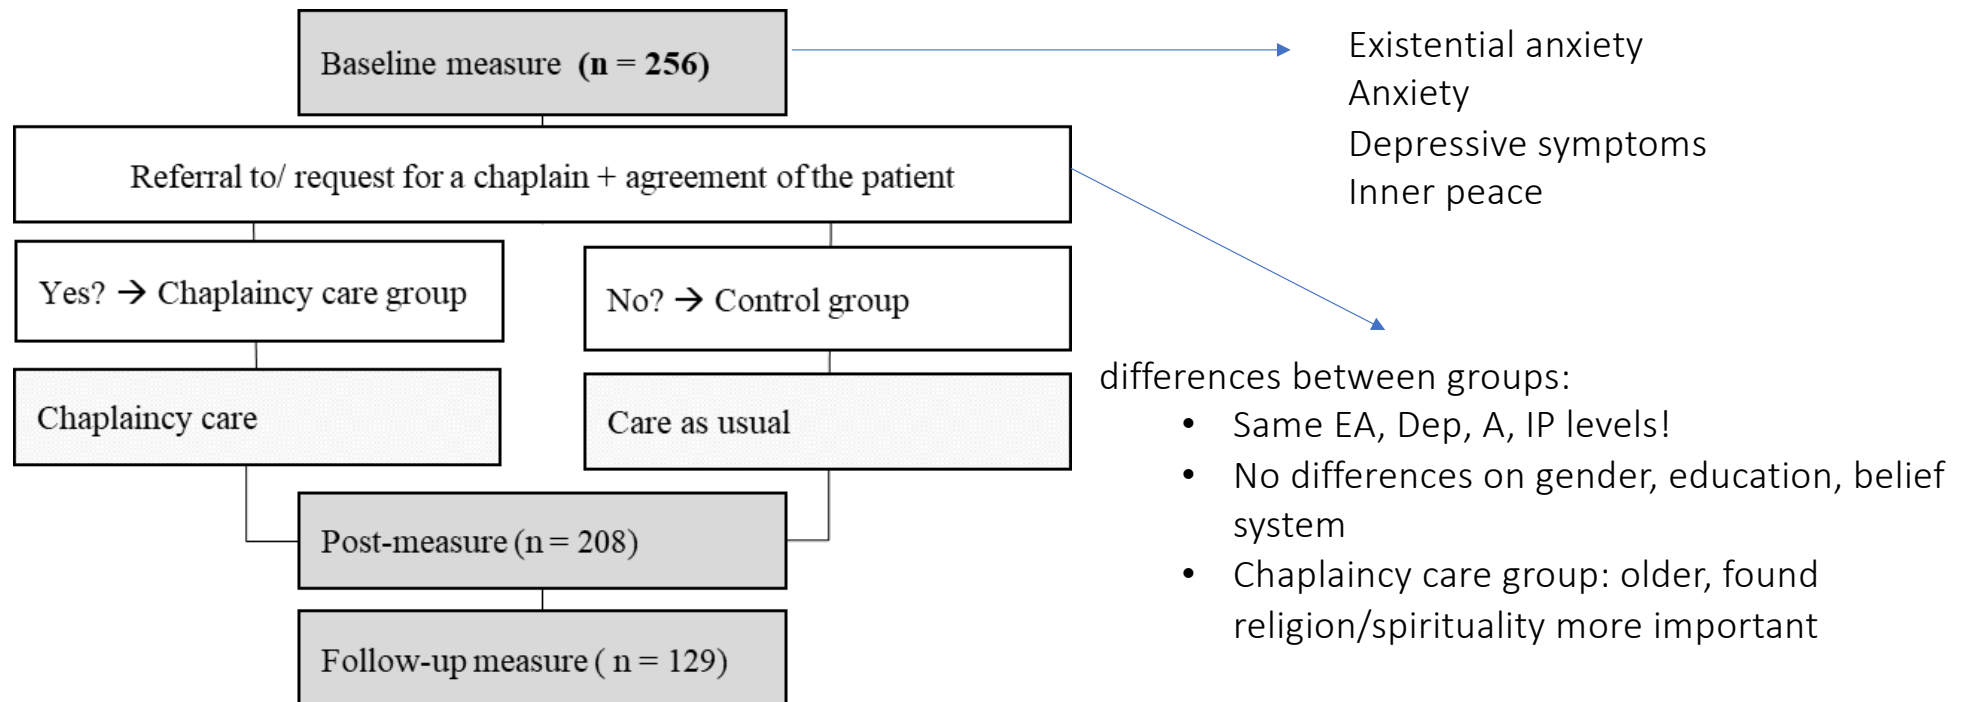 Baseline measure (n = 256)
Referral to/ request for a chaplain + agreement of the patient
Yes? → Chaplaincy care group
No? → Control group
Chaplaincy care
Care as usual
Post-measure (n = 208)
Follow-up measure ( n = 129)
Existential anxiety
Anxiety
Depressive symptoms
Inner peace
differences between groups:
• Same EA, Dep, A, IP levels!
• No differences on gender, education, belief
system
• Chaplaincy care group: older, found
religion/spirituality more important